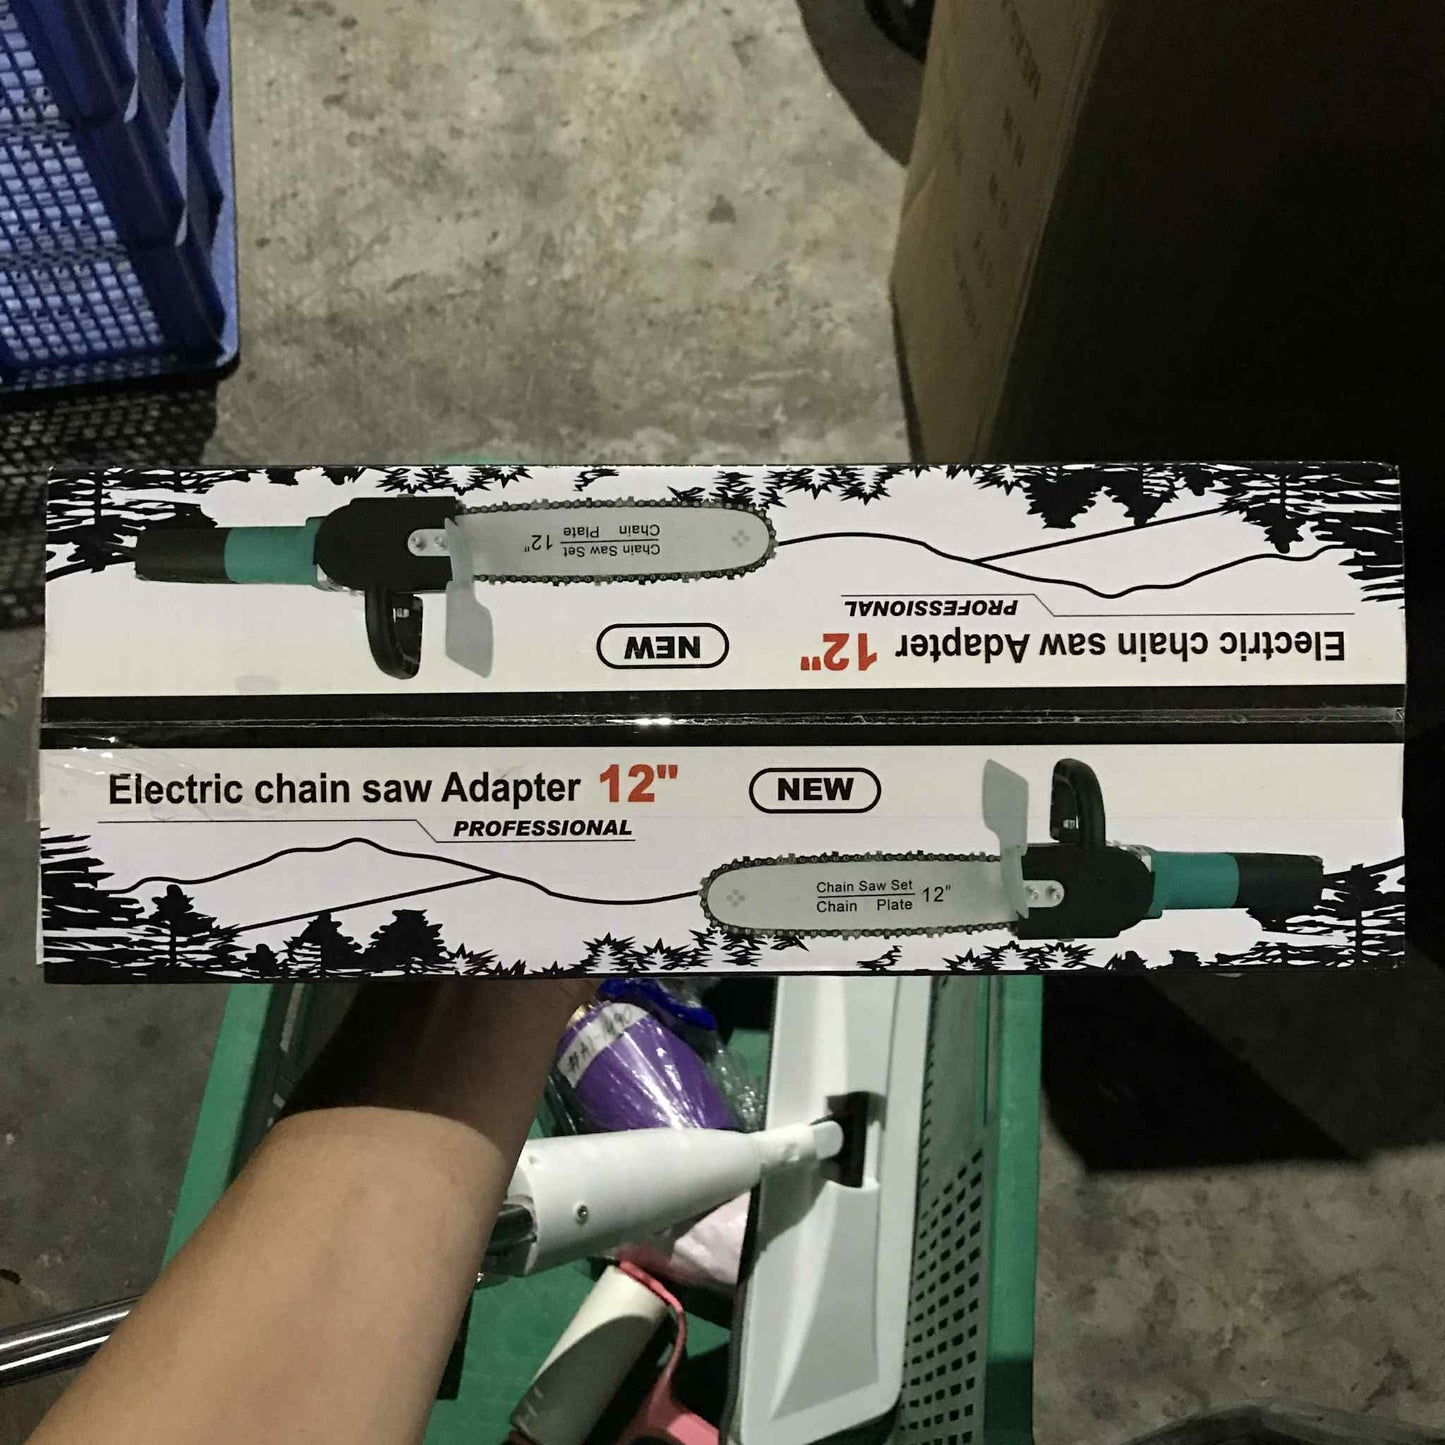 Chain Saw Set
Chain Plate 12"
PROFESSIONAL
Electric chain saw Adapter 12"
NEW
Electric chain saw Adapter 12"
PROFESSIONAL
NEW
Chain Saw Set
Chain Plate 12"